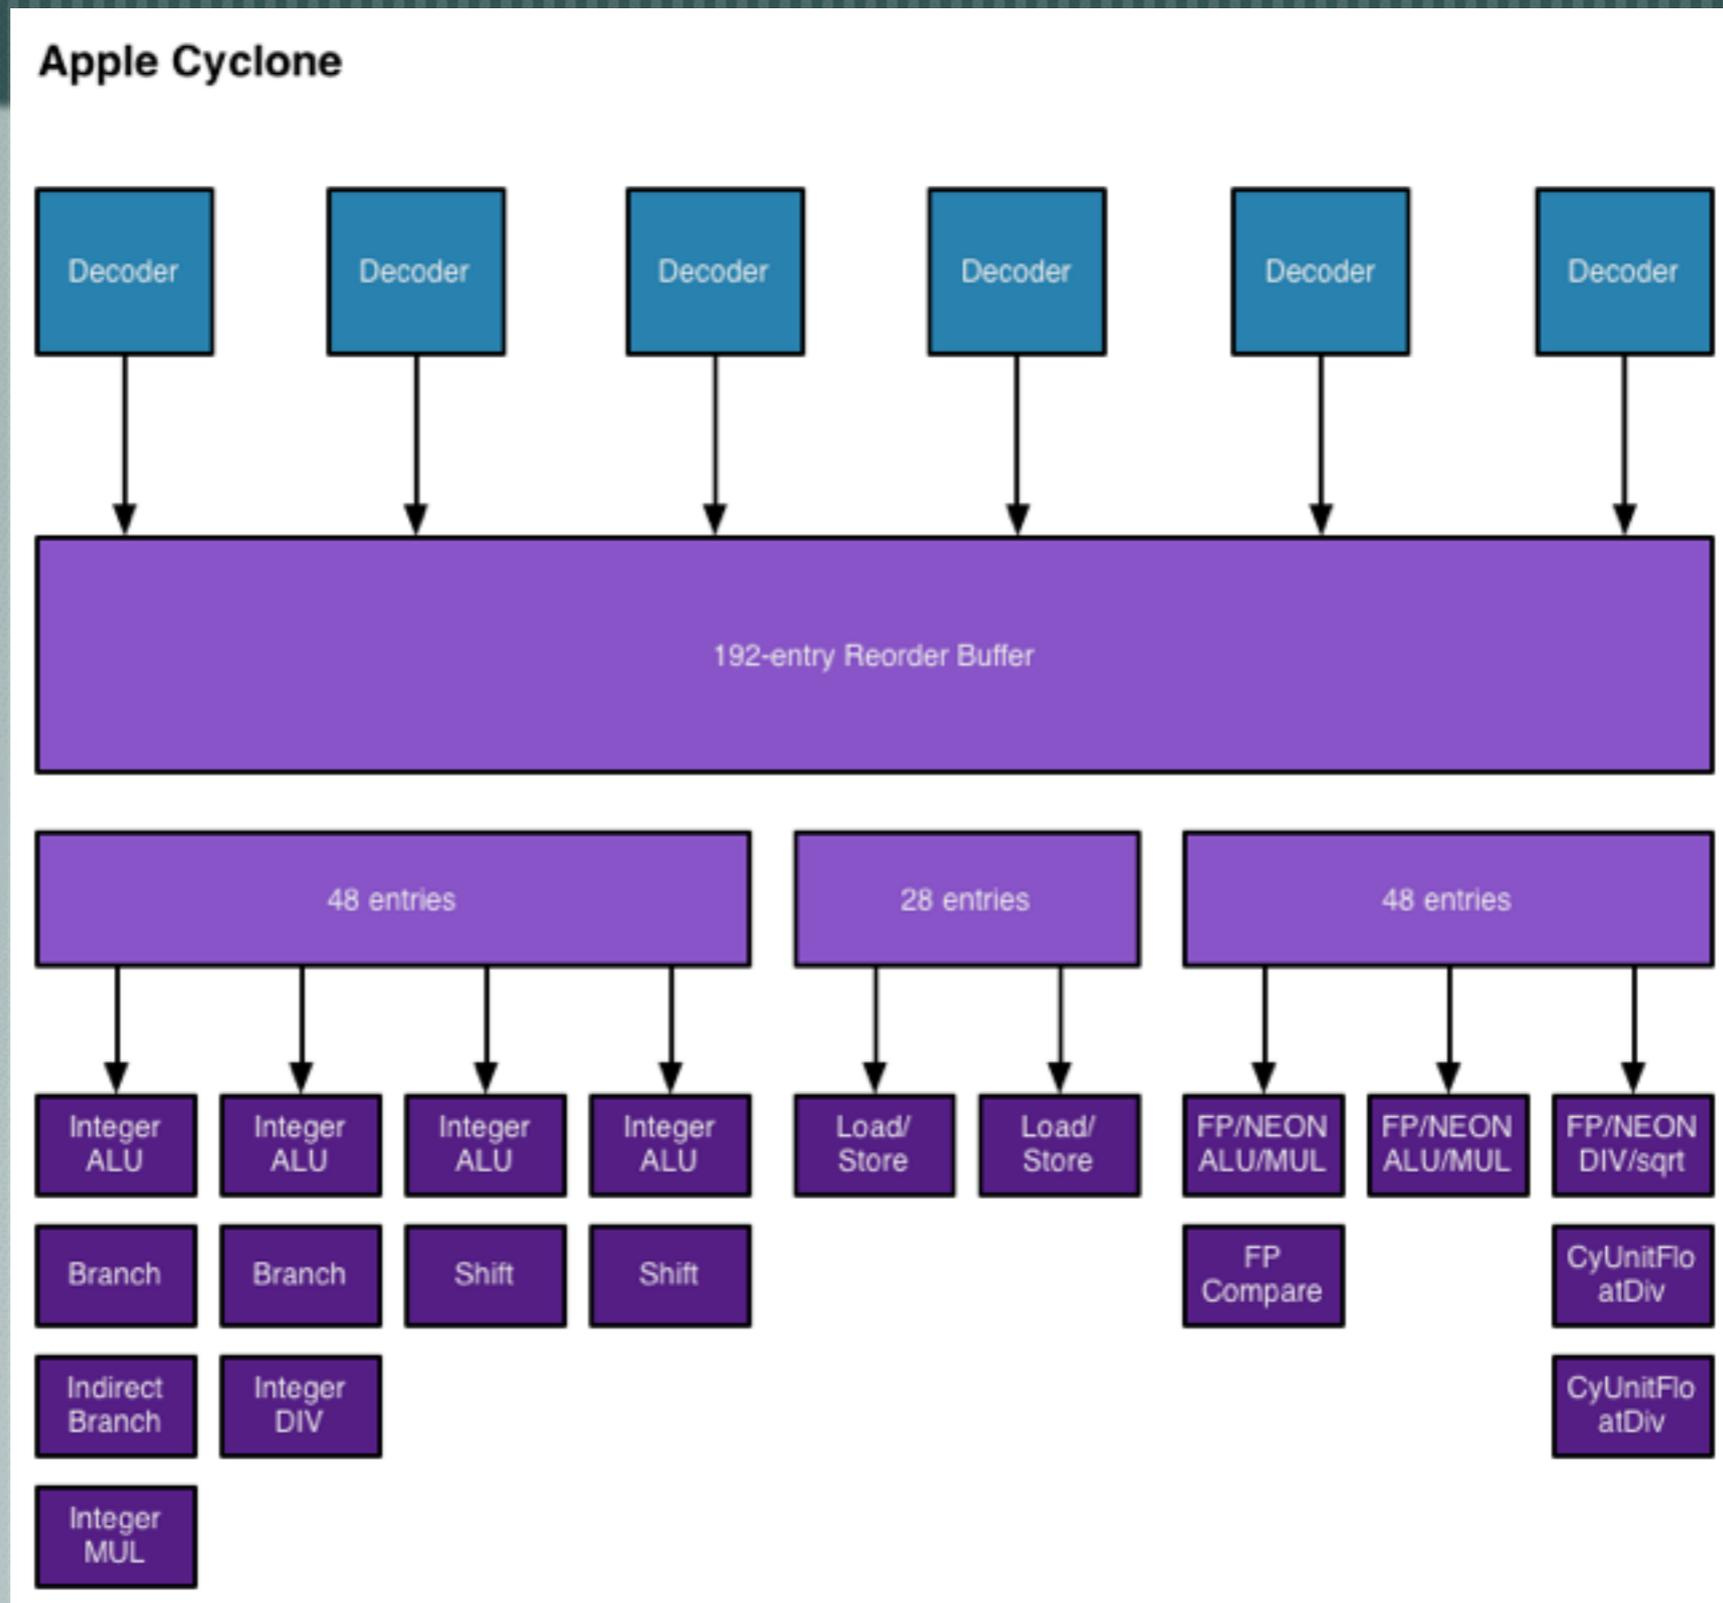 Apple Cyclone
Decoder
Decoder
Decoder
Decoder
Decoder
Decoder
192-entry Reorder Buffer
48 entries
28 entries
48 entries
Integer
ALU
Integer
ALU
Integer
ALU
Integer
ALU
Load/
Store
Load/
Store
FP/NEON
ALU/MUL
FP/NEON
ALU/MUL
FP/NEON
DIV/sqrt
Branch
Branch
Shift
Shift
FP
Compare
CyUnitFlo
atDiv
Indirect
Branch
Integer
DIV
CyUnitFlo
atDiv
Integer
MUL